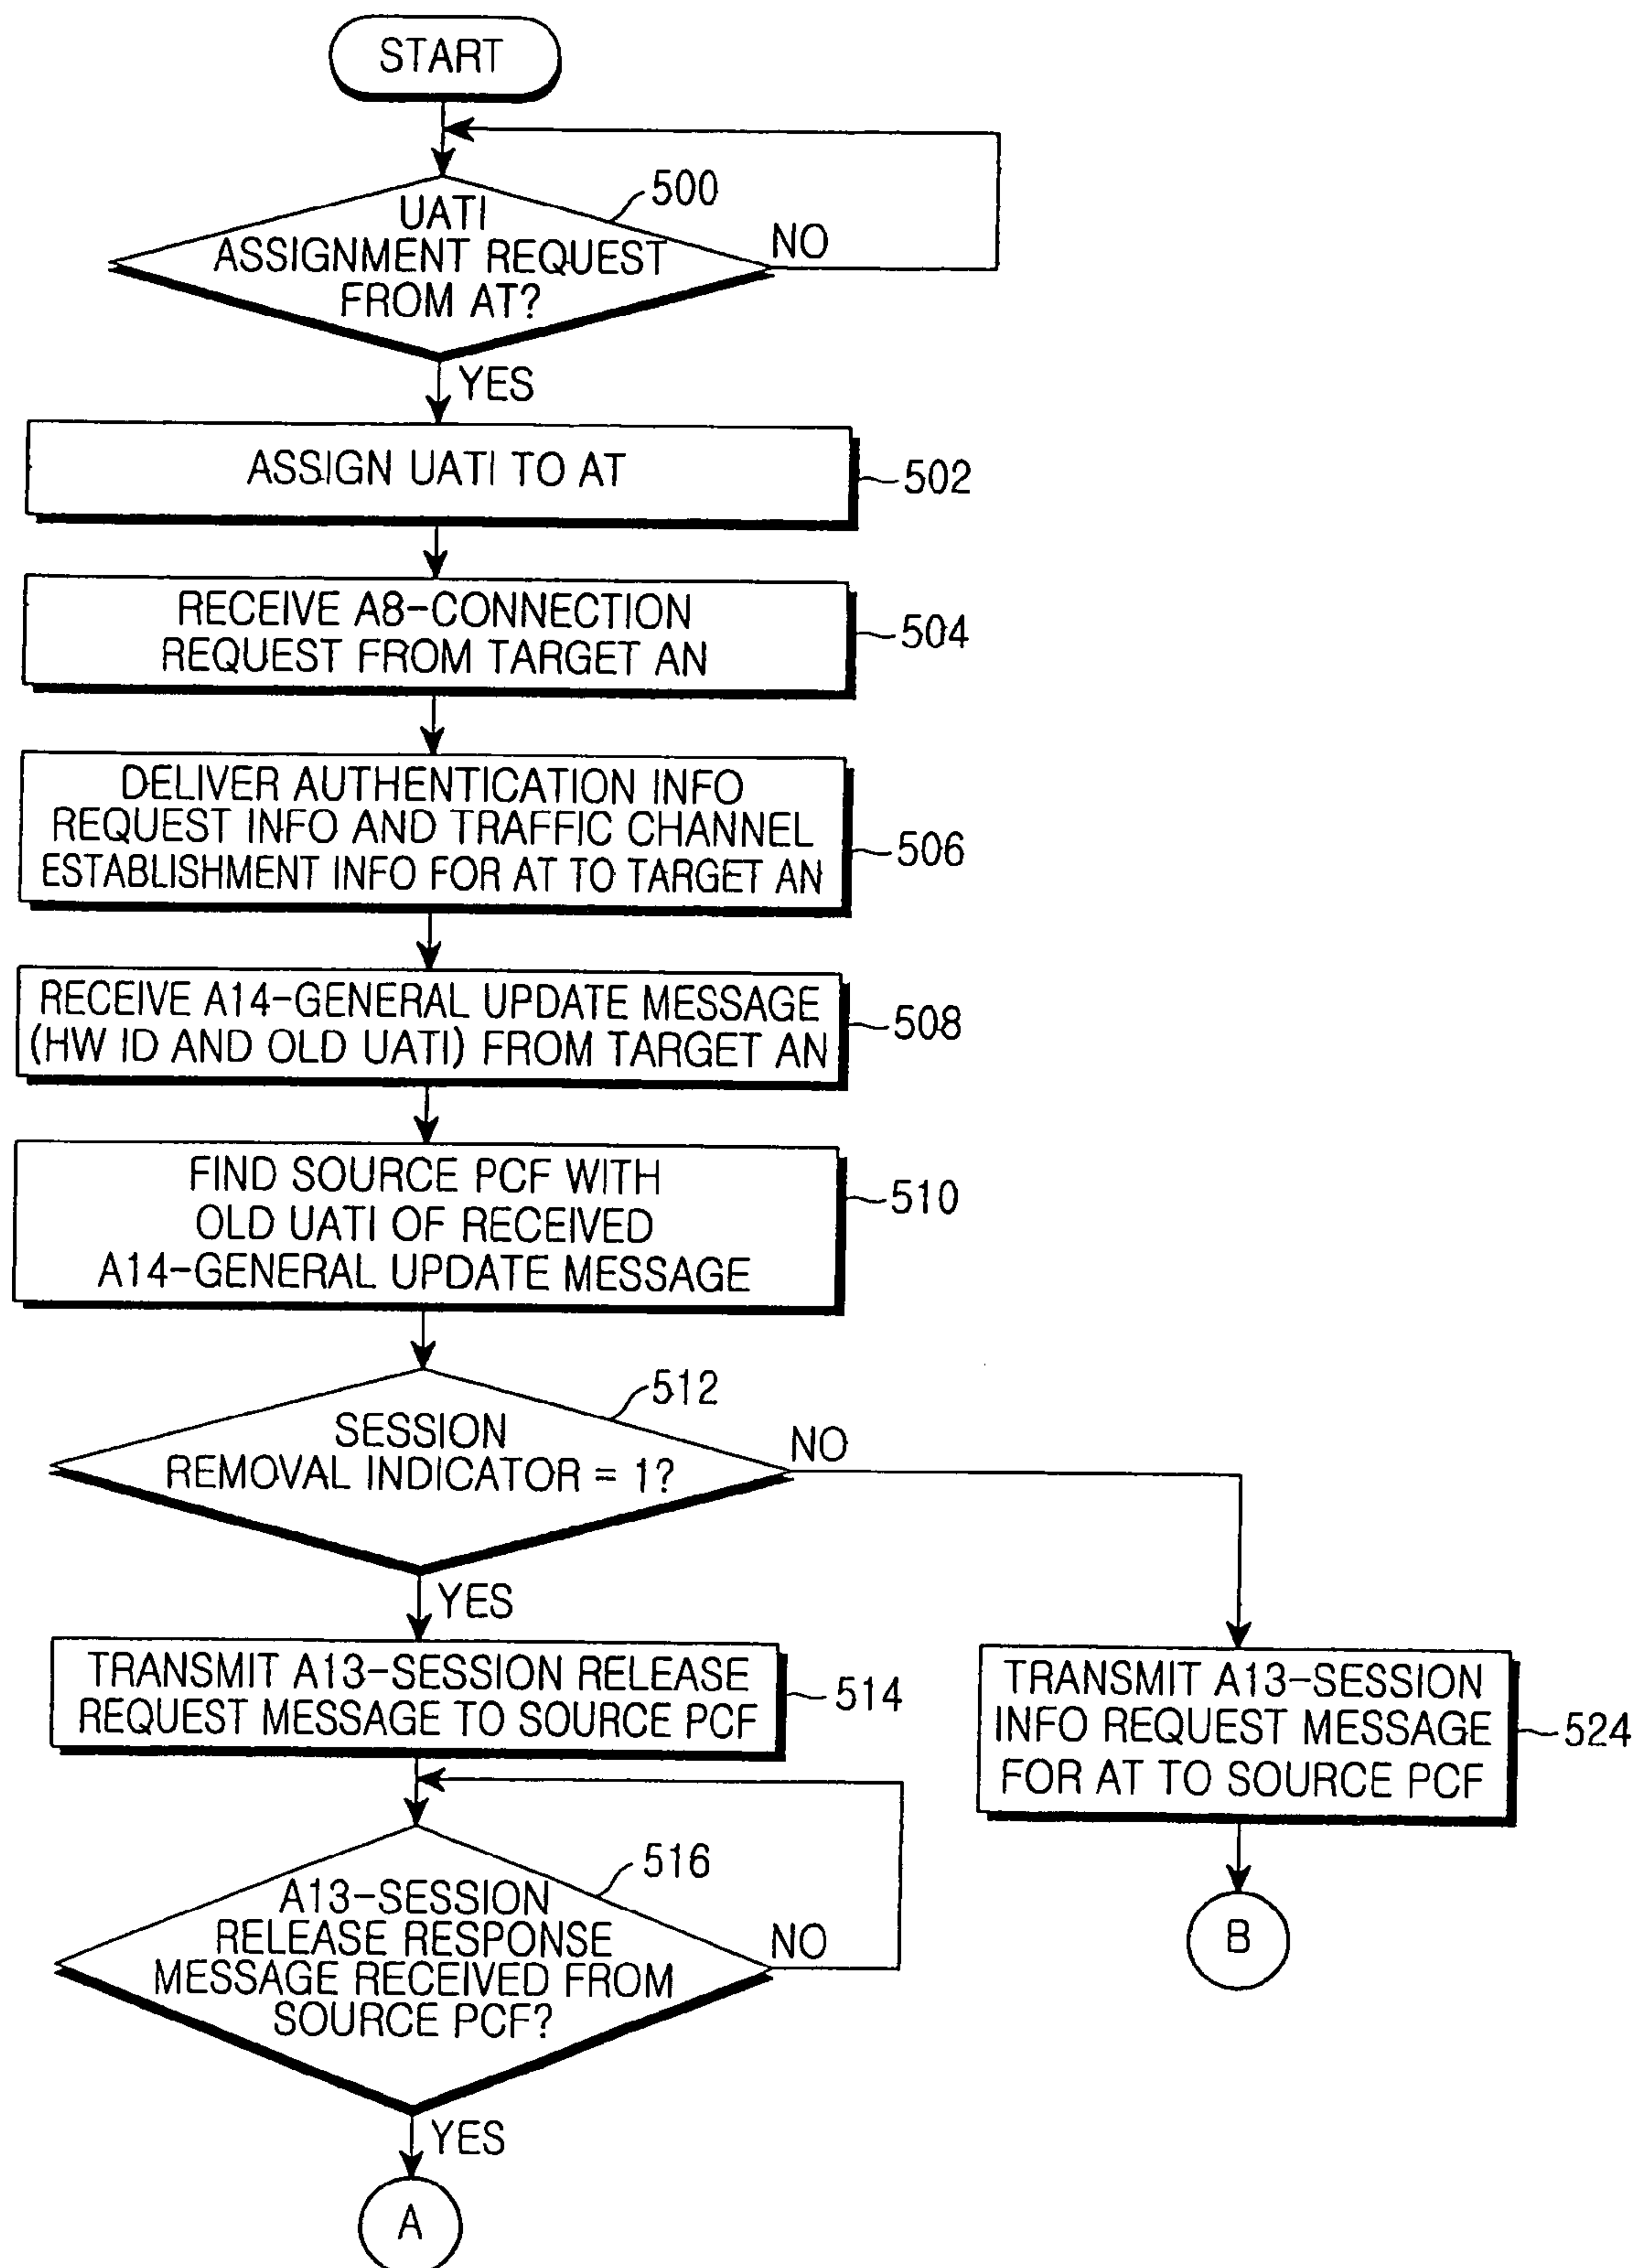 START
500
UATI
ASSIGNMENT REQUEST
FROM AT?
NO
YES
ASSIGN UATI TO AT
502
RECEIVE A8-CONNECTION
REQUEST FROM TARGET AN
504
DELIVER AUTHENTICATION INFO
REQUEST INFO AND TRAFFIC CHANNEL
ESTABLISHMENT INFO FOR AT TO TARGET AN
506
RECEIVE A14-GENERAL UPDATE MESSAGE
(HW ID AND OLD UATI) FROM TARGET AN
508
FIND SOURCE PCF WITH
OLD UATI OF RECEIVED
A14-GENERAL UPDATE MESSAGE
510
512
SESSION
REMOVAL INDICATOR = 1?
NO
YES
TRANSMIT A13-SESSION RELEASE
REQUEST MESSAGE TO SOURCE PCF
514
TRANSMIT A13-SESSION
INFO REQUEST MESSAGE
FOR AT TO SOURCE PCF
524
516
A13-SESSION
RELEASE RESPONSE
MESSAGE RECEIVED FROM
SOURCE PCF?
NO
B
YES
A